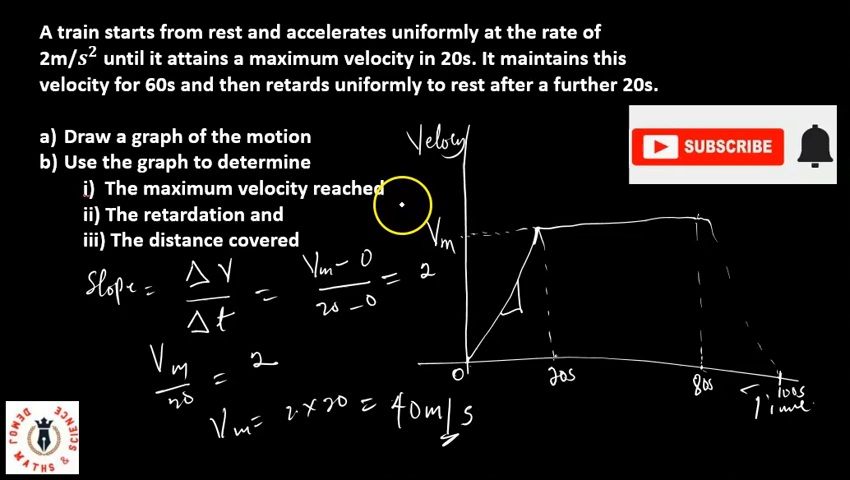 A train starts from rest and accelerates uniformly at the rate of
2m/s² until it attains a maximum velocity in 20s. It maintains this
velocity for 60s and then retards uniformly to rest after a further 20s.
a) Draw a graph of the motion
b) Use the graph to determine
i) The maximum velocity reached
ii) The retardation and
iii) The distance covered
SUBSCRIBE
Velocy
Vm
Slope = ΔV/Δt = Vm – 0/20 – 0 = 2
Vm/20 = 2
Vm = 2 × 20 = 40m/s
0 20s 80s 100s
Time
DEMOJ MATHS & SCIENCE